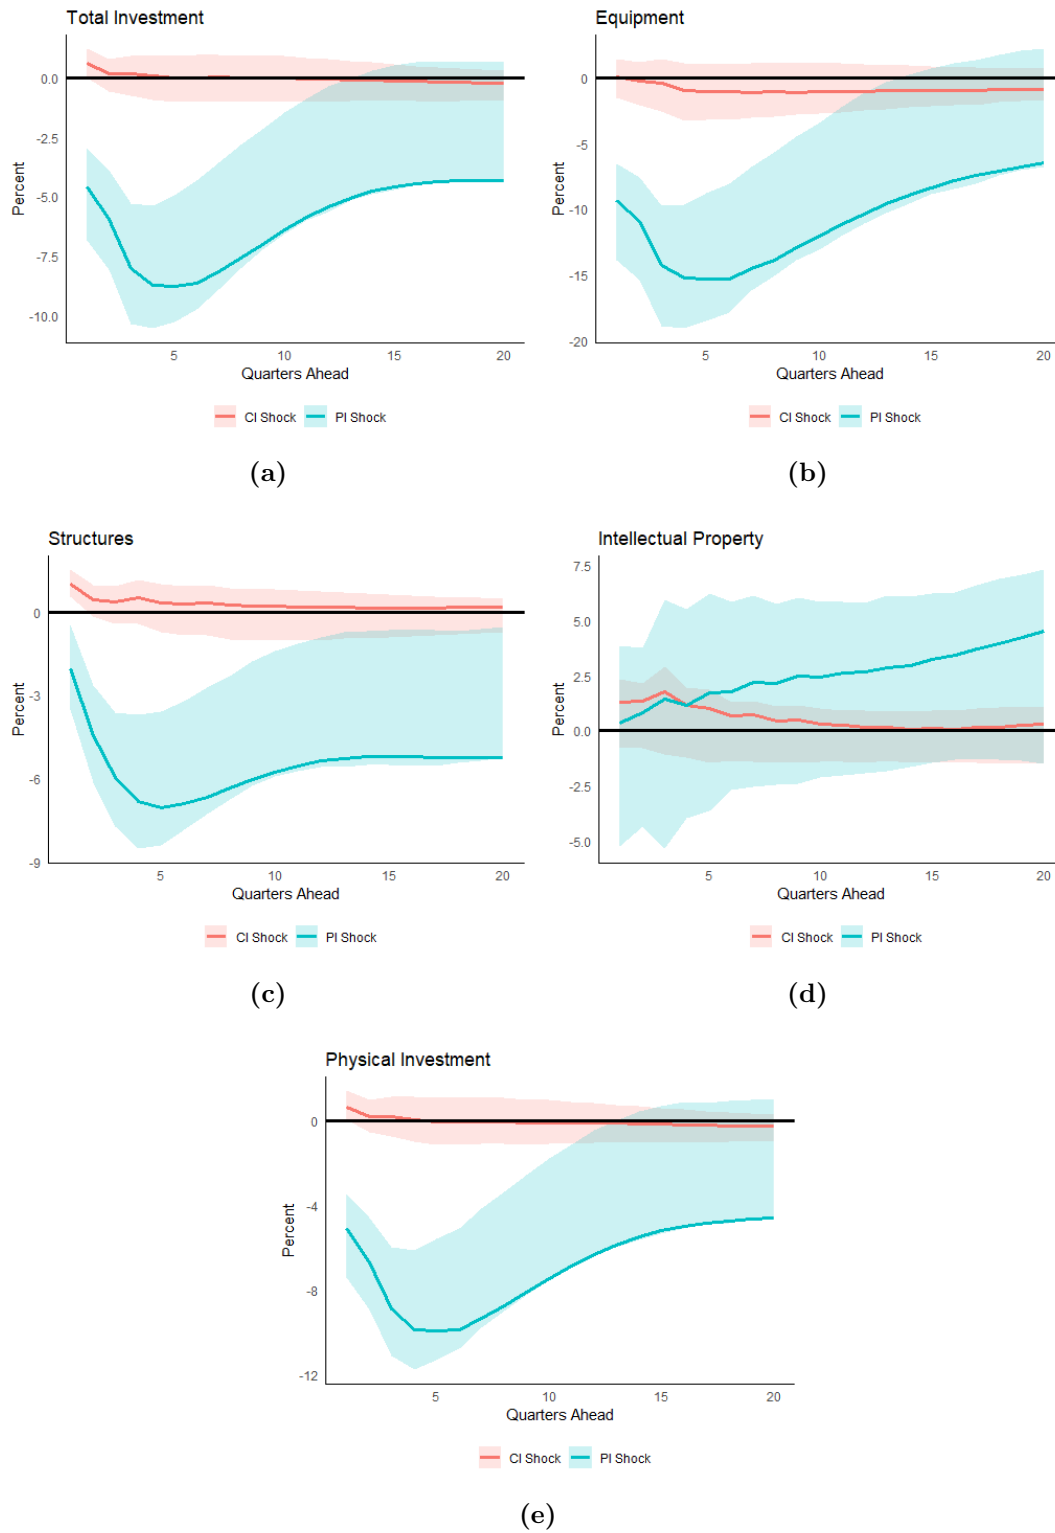 Total Investment
Percent
0.0
-2.5
-5.0
-7.5
-10.0
5 10 15 20
Quarters Ahead
CI Shock PI Shock
(a)
Equipment
Percent
0
-5
-10
-15
-20
5 10 15 20
Quarters Ahead
CI Shock PI Shock
(b)
Structures
Percent
0
-3
-6
-9
5 10 15 20
Quarters Ahead
CI Shock PI Shock
(c)
Intellectual Property
Percent
7.5
5.0
2.5
0.0
-2.5
-5.0
5 10 15 20
Quarters Ahead
CI Shock PI Shock
(d)
Physical Investment
Percent
0
-4
-8
-12
5 10 15 20
Quarters Ahead
CI Shock PI Shock
(e)